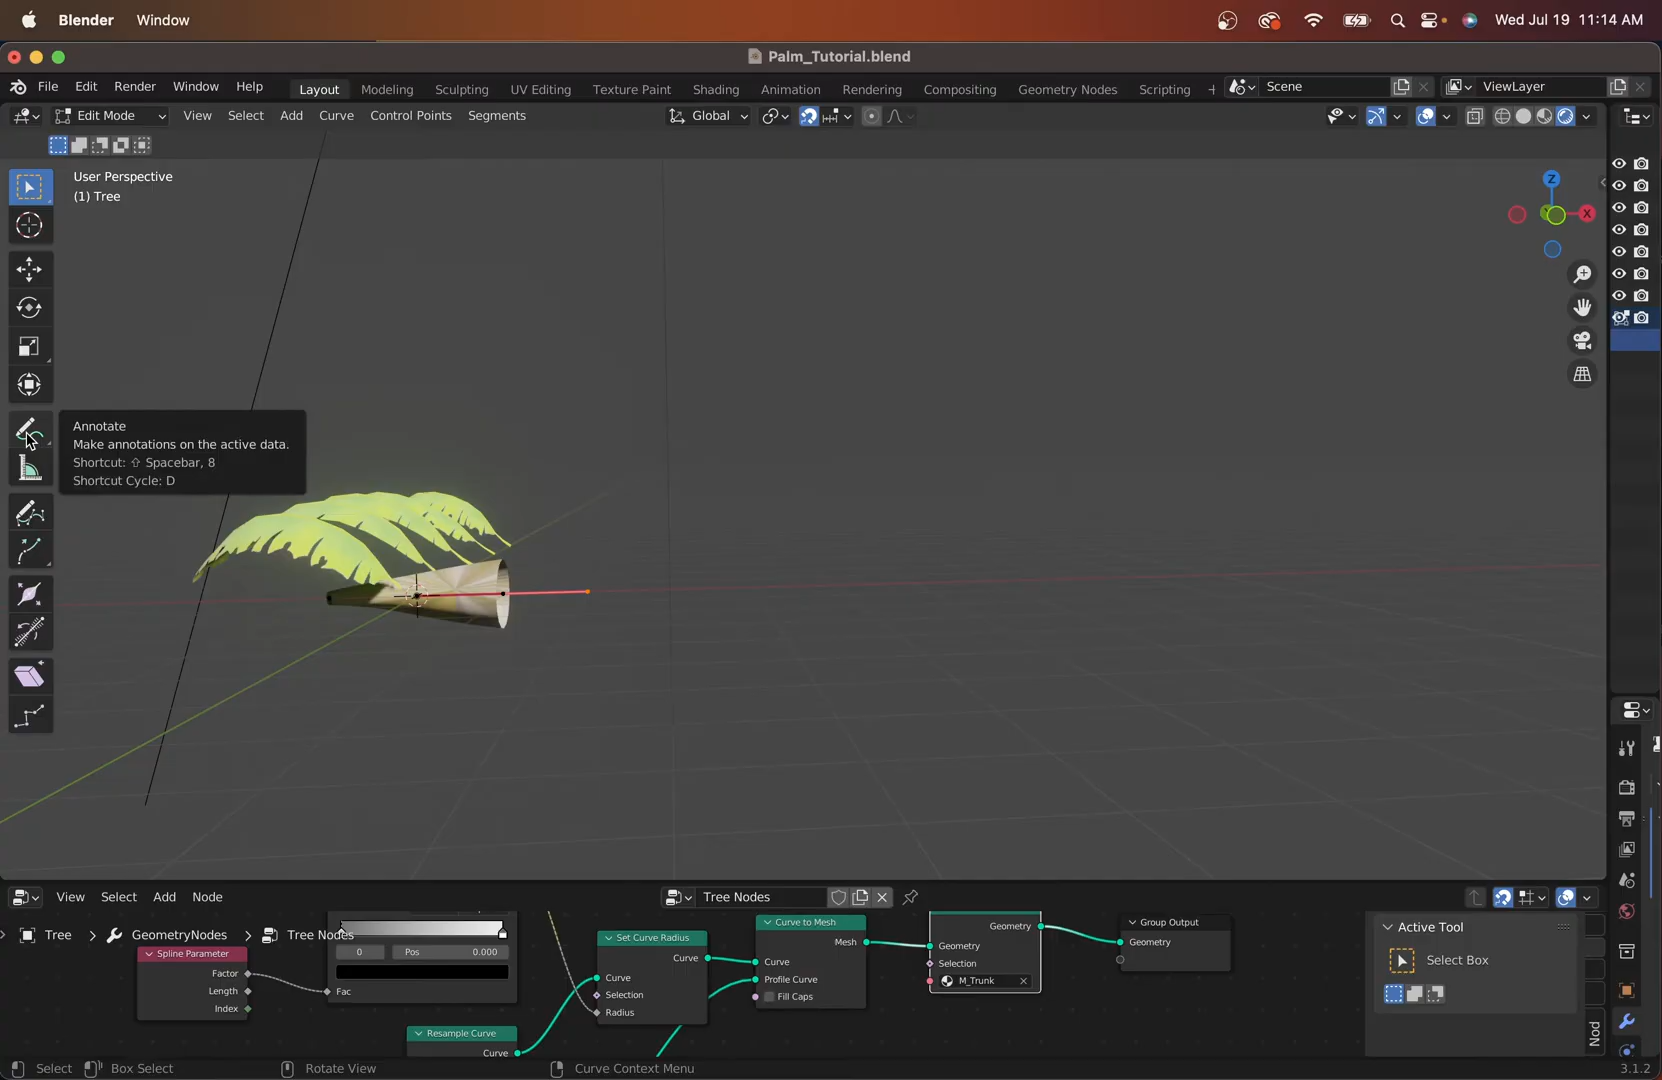 Blender Window Wed Jul 19 11:14 AM
Palm_Tutorial.blend
File Edit Render Window Help Layout Modeling Sculpting UV Editing Texture Paint Shading Animation Rendering Compositing Geometry Nodes Scripting Scene ViewLayer
Edit Mode View Select Add Curve Control Points Segments Global
User Perspective
(1) Tree
Z
X
Annotate
Make annotations on the active data.
Shortcut: ⇧ Spacebar, 8
Shortcut Cycle: D
View Select Add Node Tree Nodes
Tree GeometryNodes Tree Nodes
Spline Parameter
Factor
Length
Index
0 Pos 0.000
Fac
Resample Curve
Curve
Set Curve Radius
Curve
Curve
Selection
Radius
Curve to Mesh
Mesh
Curve
Profile Curve
Fill Caps
Geometry
Geometry
Selection
M_Trunk
Group Output
Geometry
Active Tool
Select Box
Nod
Select Box Select Rotate View Curve Context Menu 3.1.2